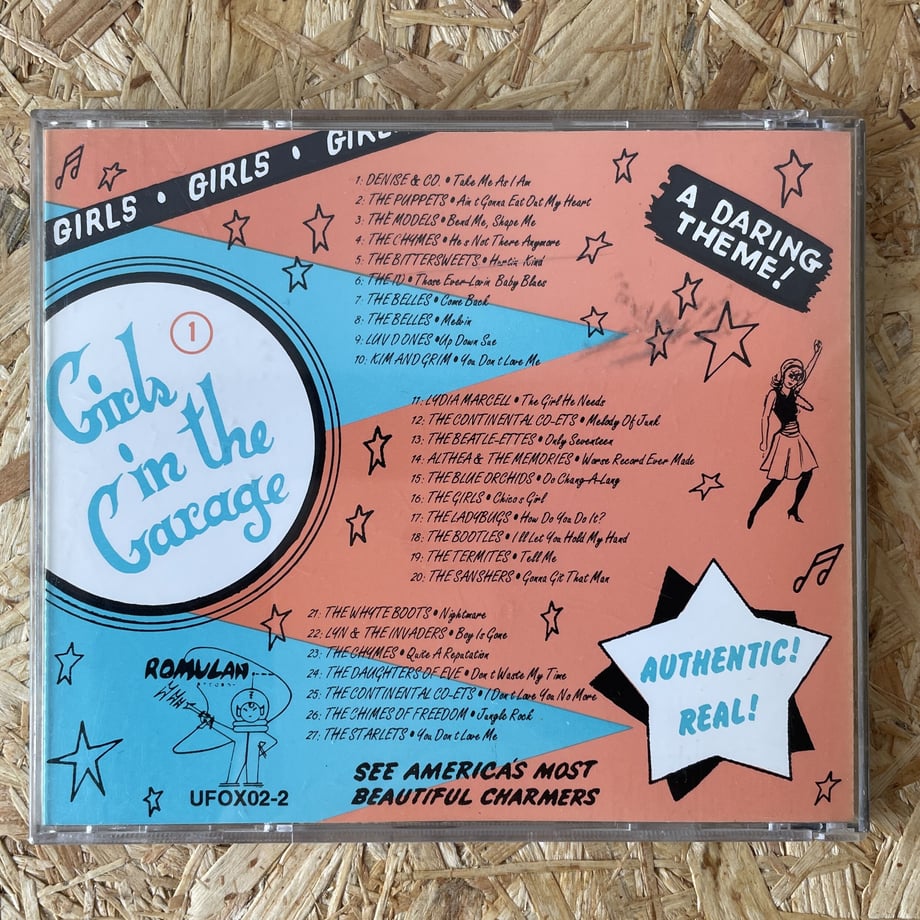 GIRLS • GIRLS • GIRL
1: DENISE & CO. • Take Me As I Am
2: THE PUPPETS • Ain't Gonna Eat Out My Heart
3: THE MODELS • Bend Me, Shape Me
4: THE CHYMES • He's Not There Anymore
5: THE BITTERSWEETS • Hurtin Kind
6: THE ID • Those Ever-Lovin Baby Blues
7: THE BELLES • Come Back
8: THE BELLES • Melvin
9: LUV D ONES • Up Down Sue
10: KIM AND GRIM • You Don't Love Me
A DARING
THEME!
1
Girls
in the
Garage
11: LYDIA MARCELL • The Girl He Needs
12: THE CONTINENTAL CO-ETS • Melody Of Junk
13: THE BEATLE-ETTES • Only Seventeen
14: ALTHEA & THE MEMORIES • Worse Record Ever Made
15: THE BLUE ORCHIDS • Oo Chang-A-Lang
16: THE GIRLS • Chico's Girl
17: THE LADYBUGS • How Do You Do It?
18: THE BOOTLES • I'll Let You Hold My Hand
19: THE TERMITES • Tell Me
20: THE SANSHERS • Gonna Git That Man
21: THE WHYTE BOOTS • Nightmare
22: LYN & THE INVADERS • Boy Is Gone
23: THE CHYMES • Quite A Reputation
24: THE DAUGHTERS OF EVE • Don't Waste My Time
25: THE CONTINENTAL CO-ETS • I Don't Love You No More
26: THE CHIMES OF FREEDOM • Jungle Rock
27: THE STARLETS • You Don't Love Me
ROMULAN
UFOX02-2
SEE AMERICA'S MOST
BEAUTIFUL CHARMERS
AUTHENTIC!
REAL!